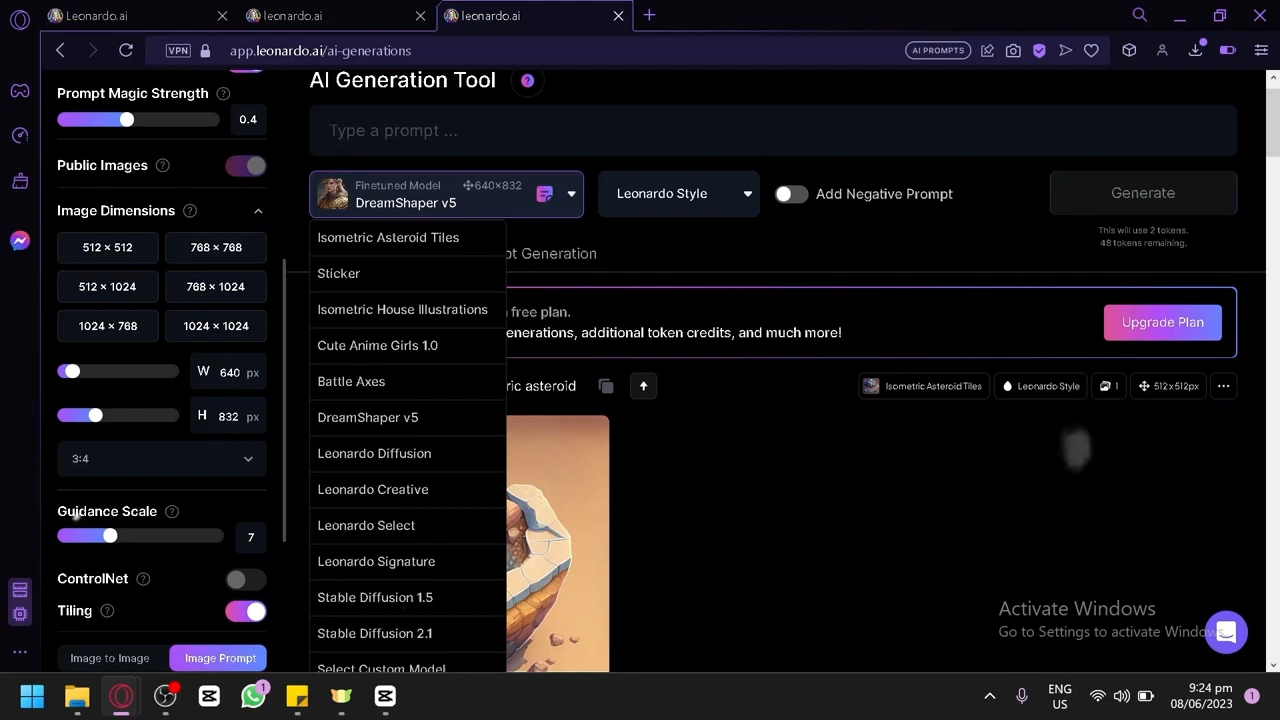 Leonardo.ai
leonardo.ai
leonardo.ai
VPN
app.leonardo.ai/ai-generations
AI PROMPTS
Prompt Magic Strength
0.4
Public Images
Image Dimensions
512 × 512
768 × 768
512 × 1024
768 × 1024
1024 × 768
1024 × 1024
W 640 px
H 832 px
3:4
Guidance Scale
7
ControlNet
Tiling
Image to Image
Image Prompt
AI Generation Tool
Type a prompt ...
Finetuned Model
640×832
DreamShaper v5
Leonardo Style
Add Negative Prompt
Generate
This will use 2 tokens.
48 tokens remaining.
Isometric Asteroid Tiles
Sticker
Isometric House Illustrations
Cute Anime Girls 1.0
Battle Axes
DreamShaper v5
Leonardo Diffusion
Leonardo Creative
Leonardo Select
Leonardo Signature
Stable Diffusion 1.5
Stable Diffusion 2.1
Select Custom Model
pt Generation
free plan.
enerations, additional token credits, and much more!
Upgrade Plan
ric asteroid
Isometric Asteroid Tiles
Leonardo Style
1
512x512px
Activate Windows
Go to Settings to activate Windows.
1
ENG
US
9:24 pm
08/06/2023
1